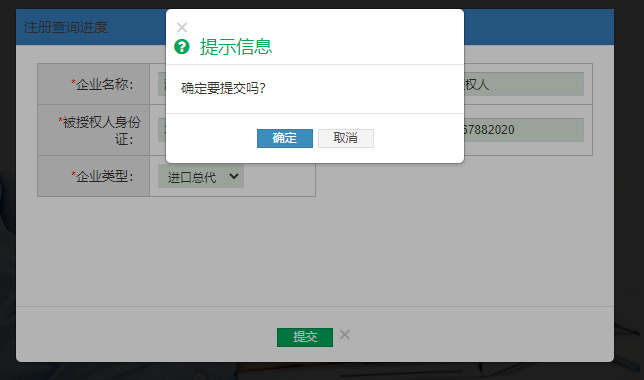 注册查询进度
提示信息
*企业名称：
权人
确定要提交吗?
*被授权人身份证：
67882020
确定 取消
*企业类型： 进口总代
提交